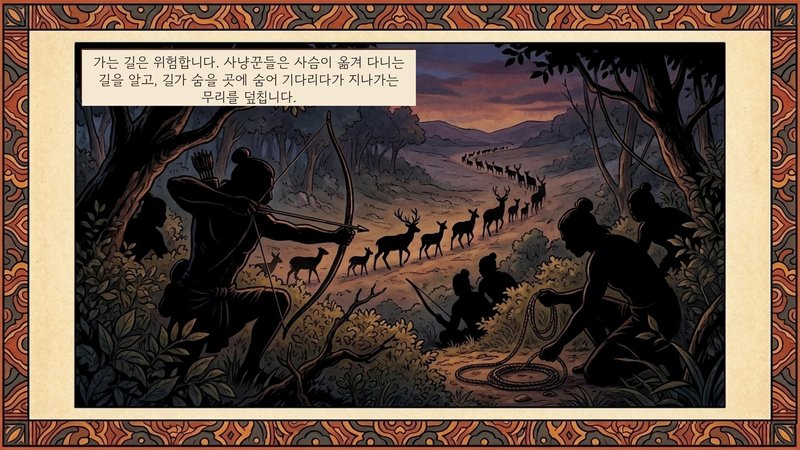 가는 길은 위험합니다. 사냥꾼들은 사슴이 옮겨 다니는
길을 알고, 길가 숨을 곳에 숨어 기다리다가 지나가는
무리를 덮칩니다.